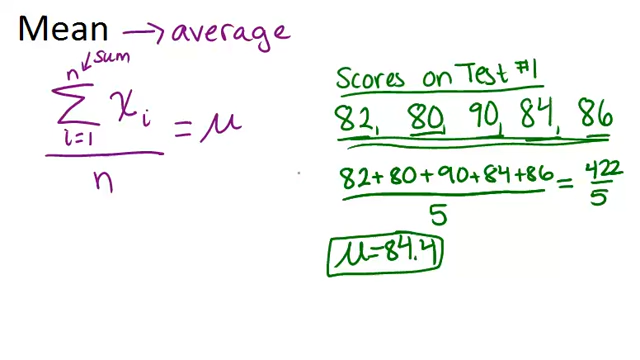 Mean → average
n ← sum
∑ xᵢ = μ
i=1
n
Scores on Test #1
82, 80, 90, 84, 86
82+80+90+84+86 = 422
5 5
μ=84.4